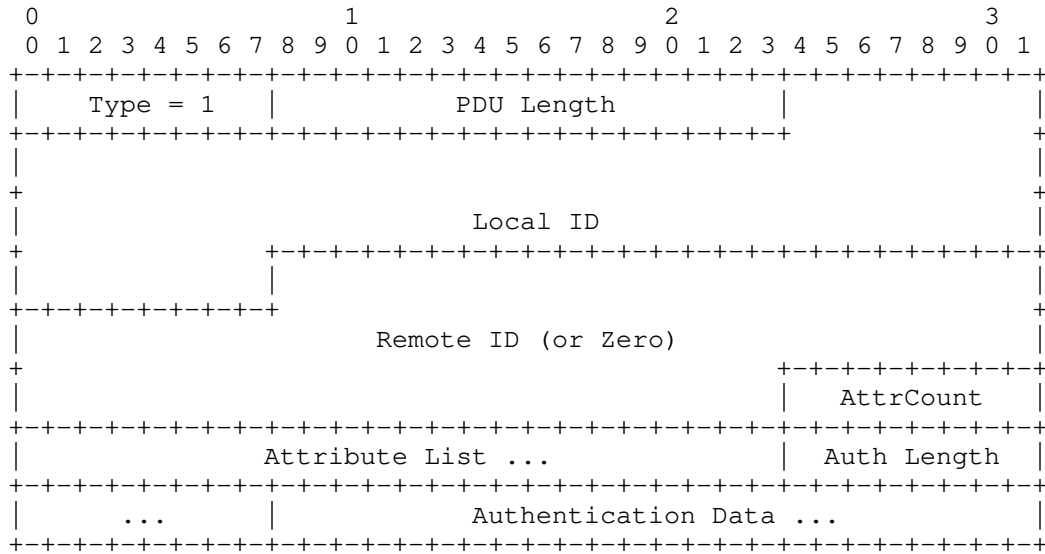 0                   1                   2                   3
0 1 2 3 4 5 6 7 8 9 0 1 2 3 4 5 6 7 8 9 0 1 2 3 4 5 6 7 8 9 0 1
Type = 1 PDU Length
Local ID
Remote ID (or Zero)
AttrCount
Attribute List ... Auth Length
... Authentication Data ...